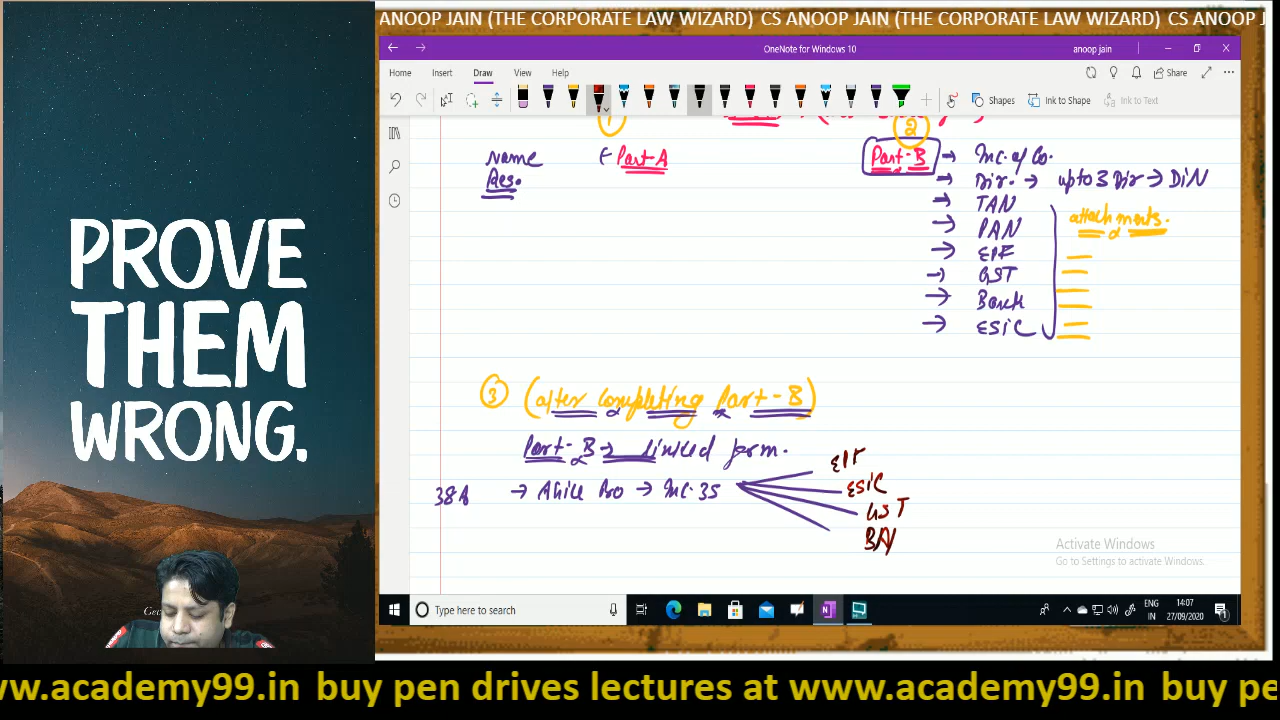 ANOOP JAIN (THE CORPORATE LAW WIZARD) CS ANOOP JAIN (THE CORPORATE LAW WIZARD) CS ANOOP J
OneNote for Windows 10
anoop jain
Home Insert Draw View Help
Share
Shapes
Ink to Shape
Ink to Text
PROVE
THEM
WRONG.
1
2
Name
Res.
Part-A
Part-B → Inc. of Co.
→ Dir. → upto 3 Dir → DIN
→ TAN
→ PAN
→ EPF
→ GST
→ Bank
→ ESIC
attachments.
3 (after completing Part-B)
Part-B → linked form.
38A → Agile Pro → Inc-35
EPF
ESIC
GST
B/A
Activate Windows
Go to Settings to activate Windows.
Type here to search
ENG
IN
14:07
27/09/2020
ww.academy99.in buy pen drives lectures at www.academy99.in buy pe